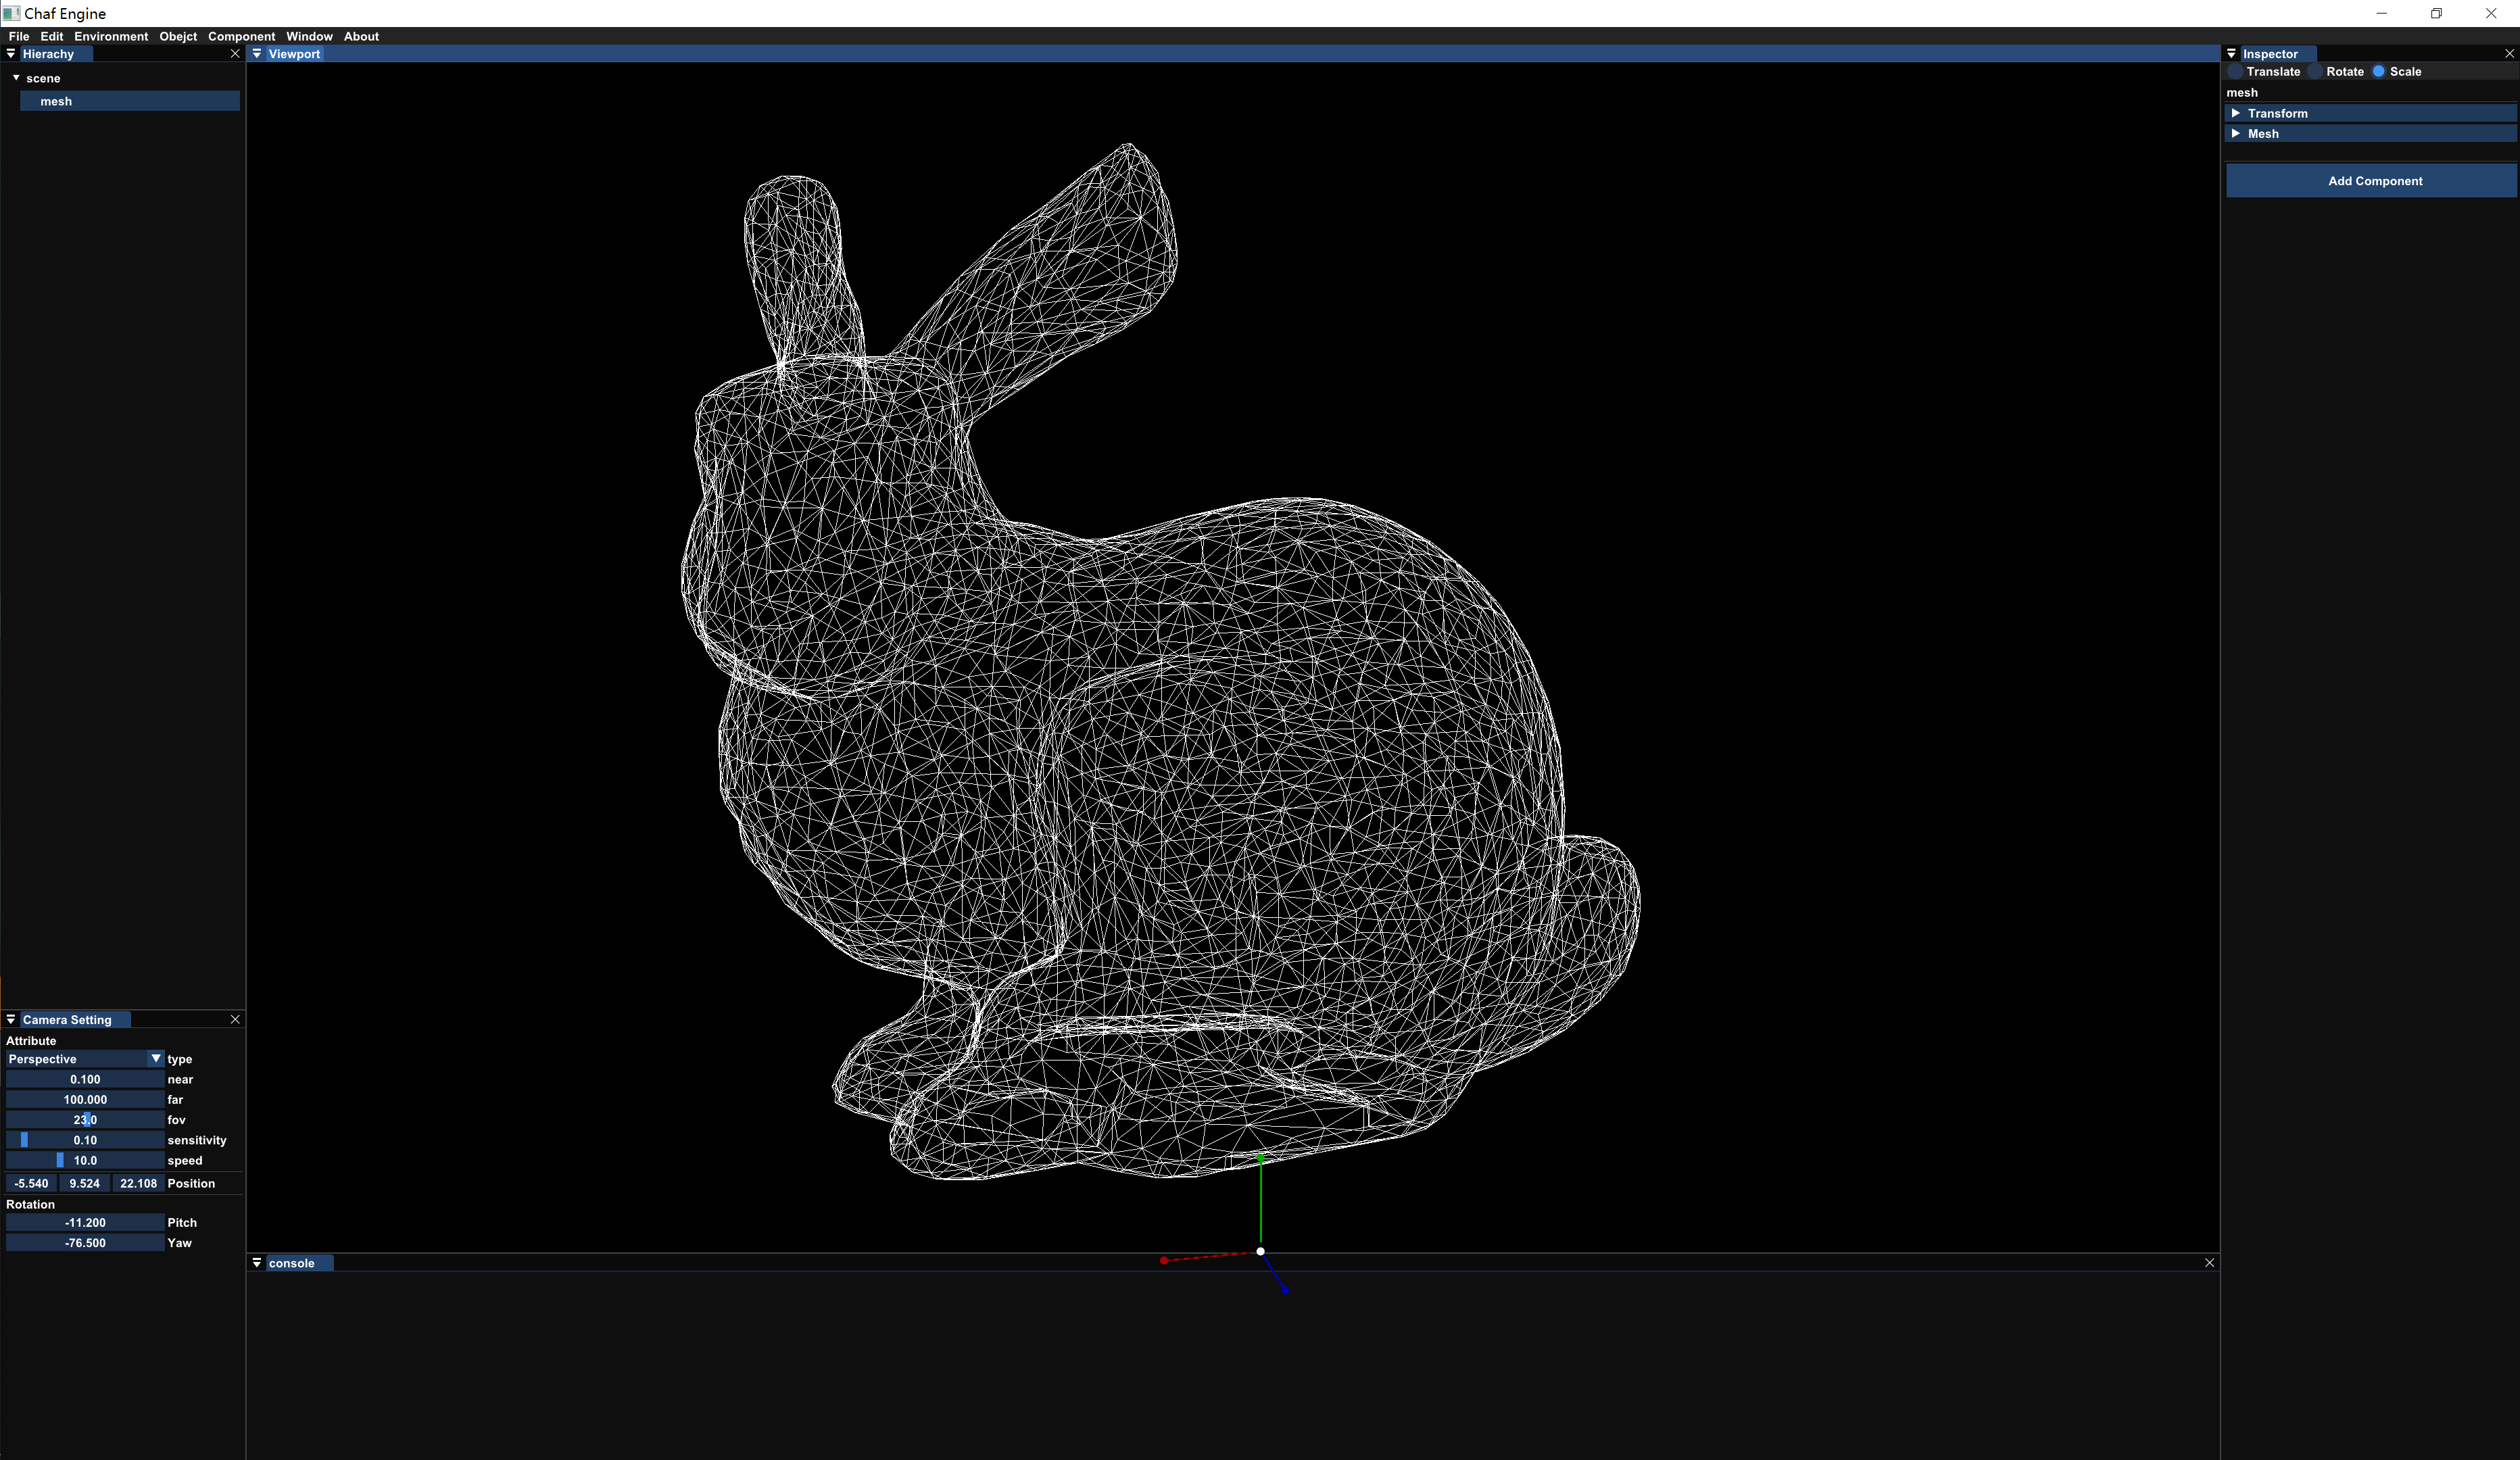 Chaf Engine
File Edit Environment Obejct Component Window About
Hierachy
scene
mesh
Viewport
Inspector
Translate Rotate Scale
mesh
Transform
Mesh
Add Component
Camera Setting
Attribute
Perspective type
0.100 near
100.000 far
23.0 fov
0.10 sensitivity
10.0 speed
-5.540 9.524 22.108 Position
Rotation
-11.200 Pitch
-76.500 Yaw
console